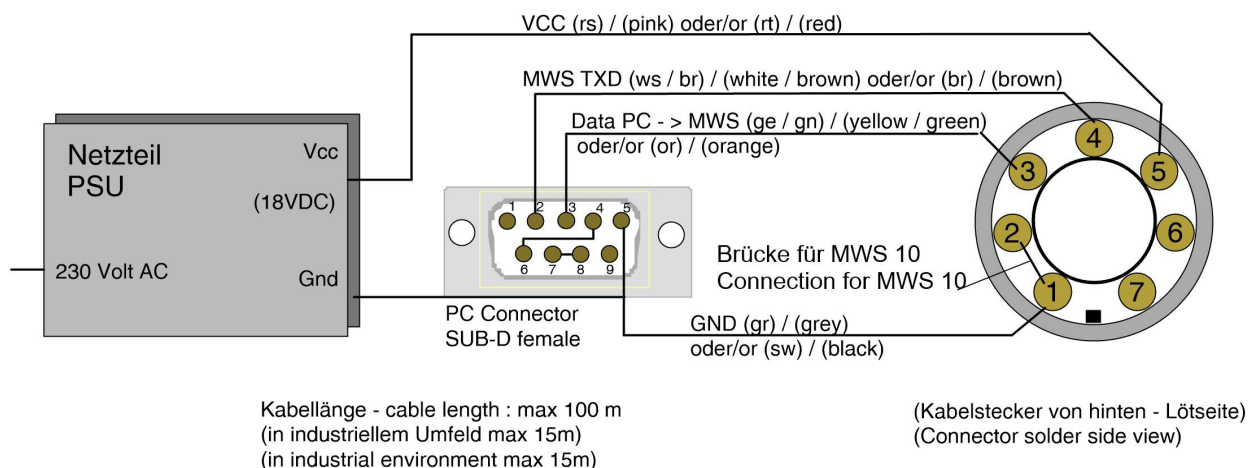 VCC (rs) / (pink) oder/or (rt) / (red)
MWS TXD (ws / br) / (white / brown) oder/or (br) / (brown)
Data PC - > MWS (ge / gn) / (yellow / green)
oder/or (or) / (orange)
Netzteil
PSU
Vcc
(18VDC)
230 Volt AC
Gnd
1 2 3 4 5
6 7 8 9
PC Connector
SUB-D female
4
3
5
2
6
1
7
Brücke für MWS 10
Connection for MWS 10
GND (gr) / (grey)
oder/or (sw) / (black)
Kabellänge - cable length : max 100 m
(in industriellem Umfeld max 15m)
(in industrial environment max 15m)
(Kabelstecker von hinten - Lötseite)
(Connector solder side view)